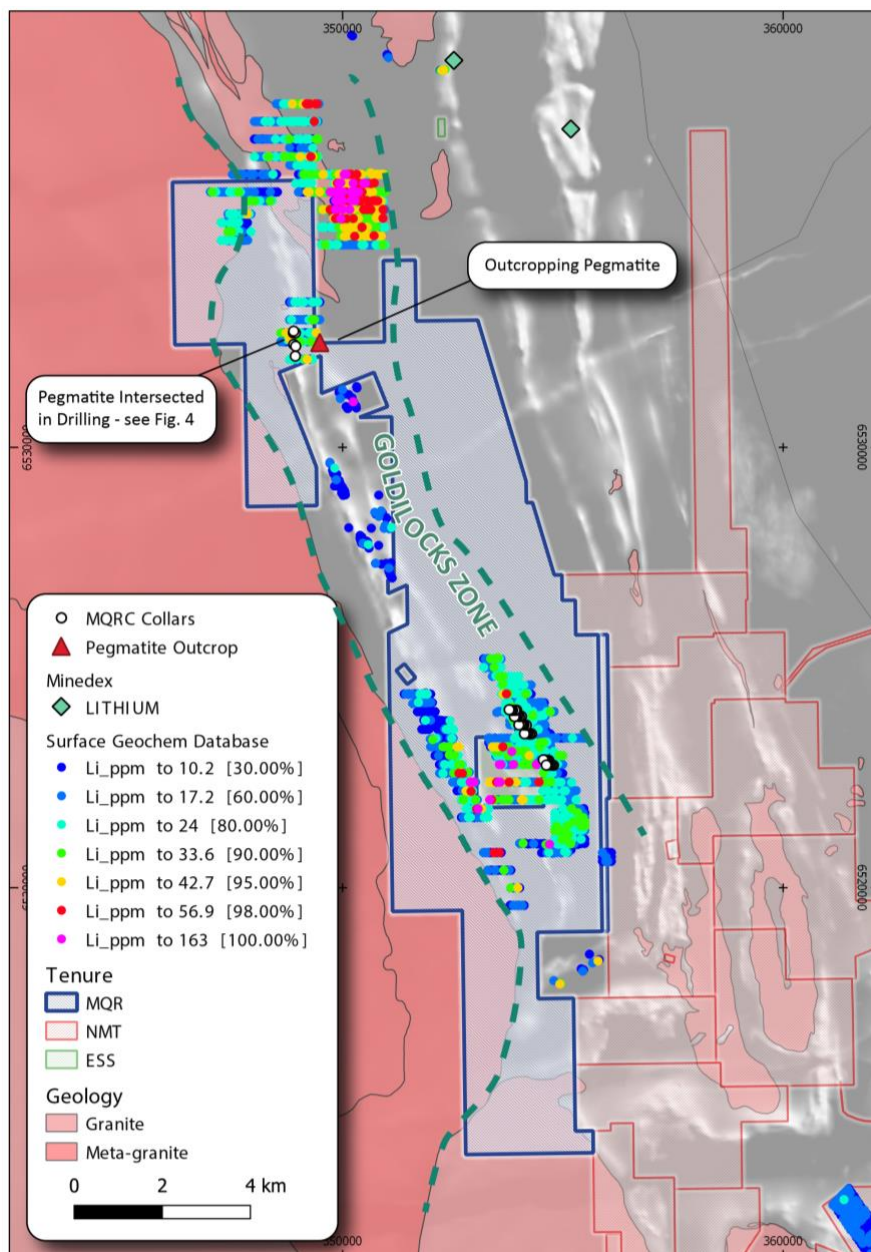 350000
360000
Outcropping Pegmatite
Pegmatite Intersected
in Drilling - see Fig. 4
6530000
6530000
GOLDILOCKS ZONE
MQRC Collars
Pegmatite Outcrop
Minedex
LITHIUM
Surface Geochem Database
Li_ppm to 10.2 [30.00%]
Li_ppm to 17.2 [60.00%]
Li_ppm to 24 [80.00%]
Li_ppm to 33.6 [90.00%]
Li_ppm to 42.7 [95.00%]
Li_ppm to 56.9 [98.00%]
Li_ppm to 163 [100.00%]
Tenure
MQR
NMT
ESS
Geology
Granite
Meta-granite
0 2 4 km
6520000
350000
360000